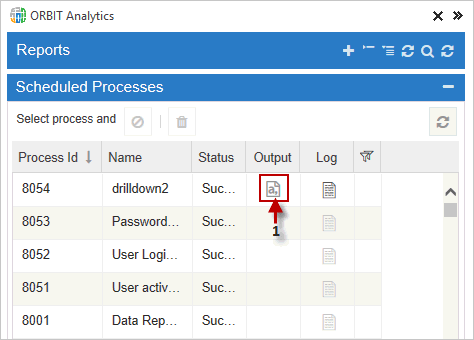 ORBIT Analytics
Reports
Scheduled Processes
Select process and
Process Id Name Status Output Log
8054 drilldown2 Suc...
8053 Password... Suc...
8052 User Logi... Suc...
8051 User activ... Suc...
8001 Data Rep... Suc...
1